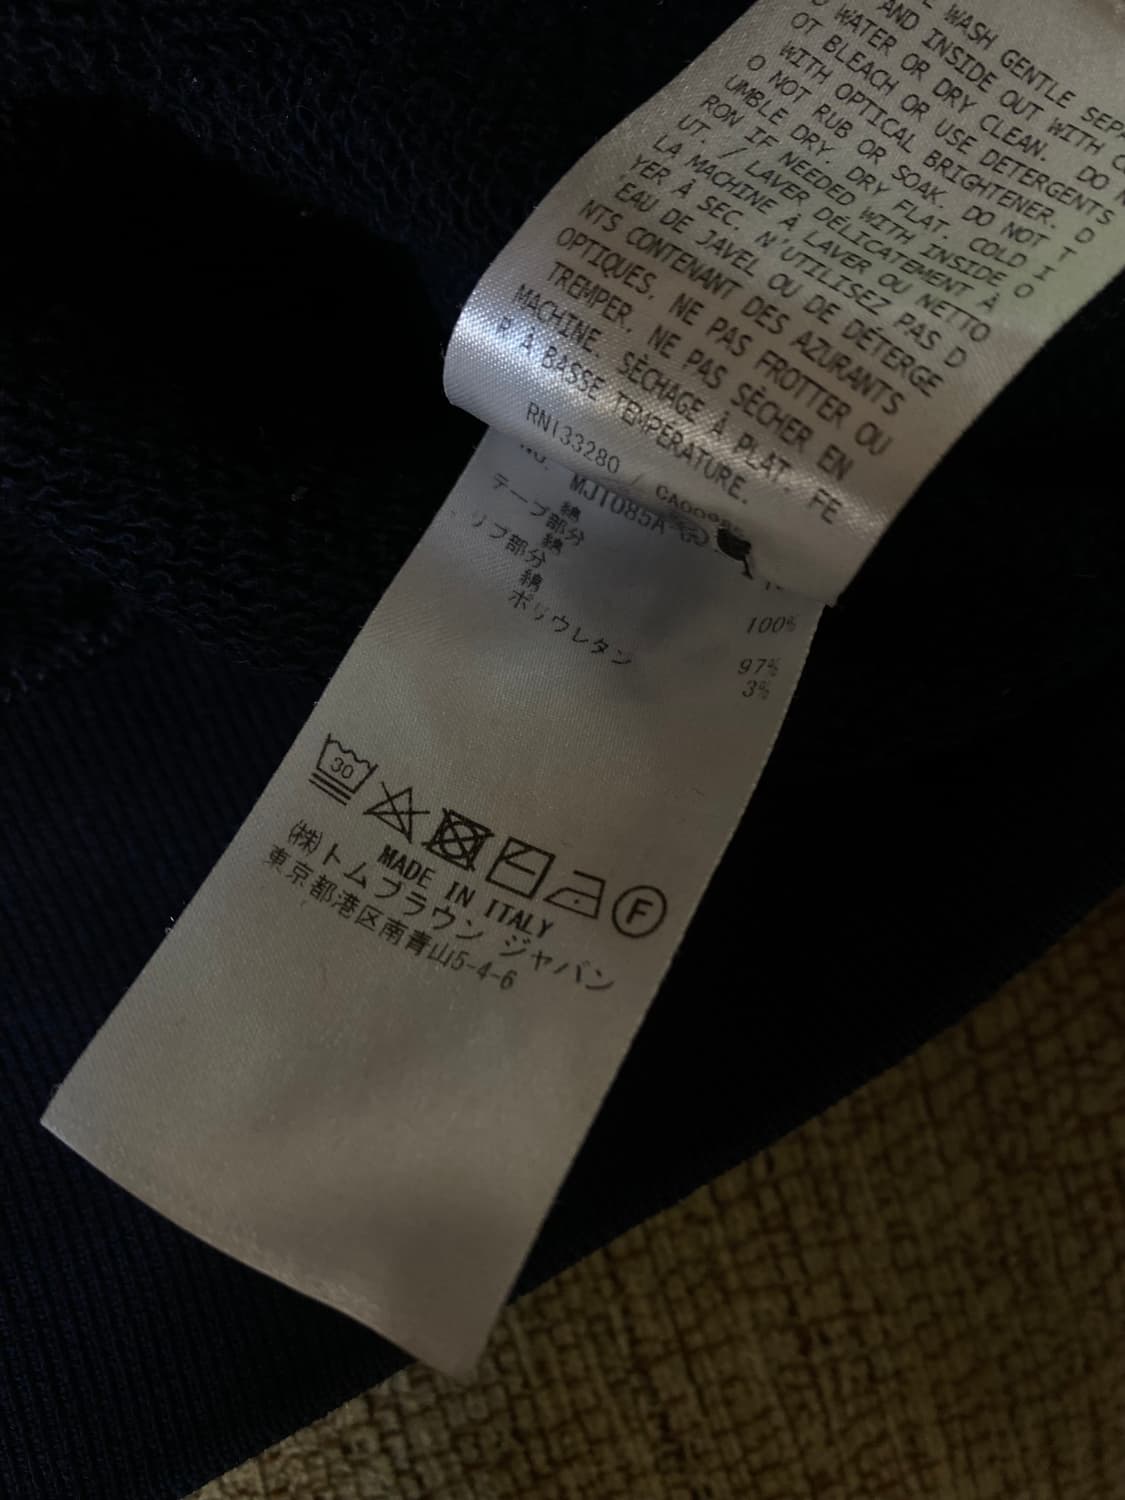 WASH GENTLE SEP
AND INSIDE OUT WITH C
WATER OR DRY CLEAN. DO N
OT BLEACH OR USE DETERGENTS
WITH OPTICAL BRIGHTENER. D
O NOT RUB OR SOAK. DO NOT T
UMBLE DRY. DRY FLAT. COLD I
RON IF NEEDED WITH INSIDE O
UT. // LAVER DÉLICATEMENT À
LA MACHINE À LAVER OU NETTO
YER À SEC. N'UTILISEZ PAS D
EAU DE JAVEL OU DE DÉTERGE
NTS CONTENANT DES AZURANTS
OPTIQUES. NE PAS FROTTER OU
TREMPER. NE PAS SÉCHER EN
MACHINE. SÉCHAGE À PLAT. FE
R À BASSE TEMPÉRATURE.
RN133280 /
NO. MJT085A
綿
テープ部分
綿 100%
リブ部分
綿 97%
ポリウレタン 3%
30
F
MADE IN ITALY
(株)トムブラウン ジャパン
東京都港区南青山5-4-6